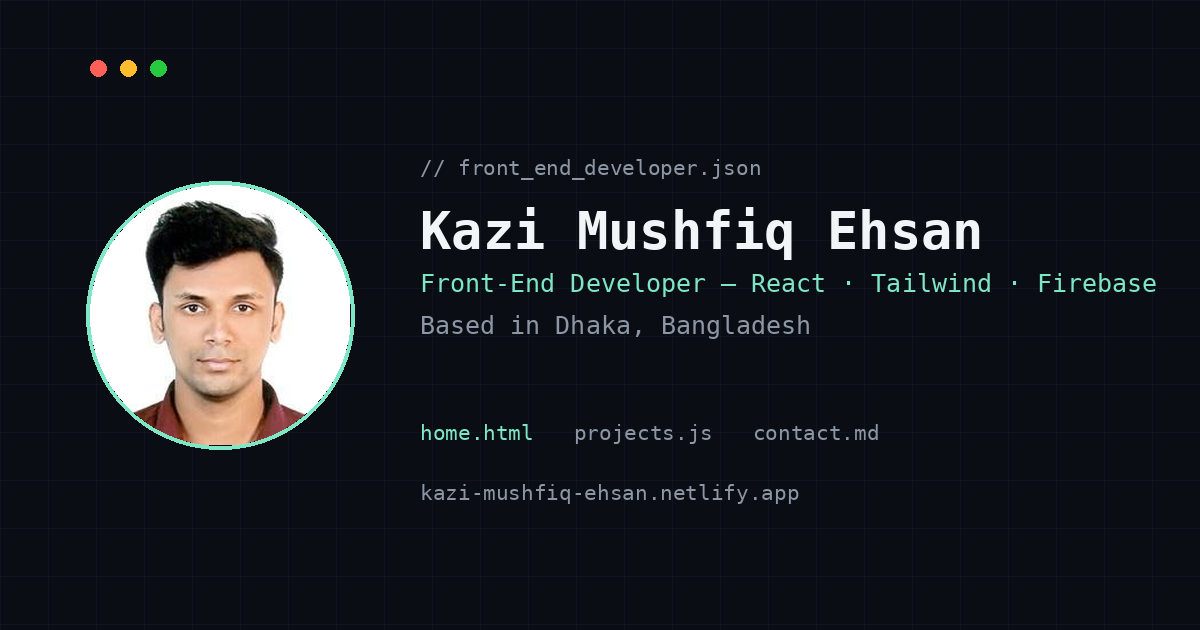 // front_end_developer.json
Kazi Mushfiq Ehsan
Front-End Developer — React · Tailwind · Firebase
Based in Dhaka, Bangladesh
home.html projects.js contact.md
kazi-mushfiq-ehsan.netlify.app